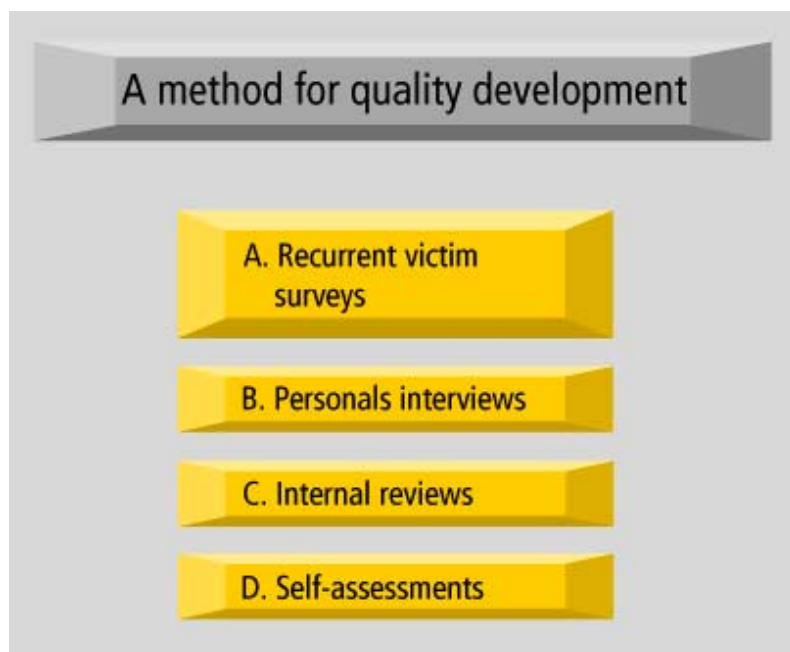 A method for quality development
A. Recurrent victim
surveys
B. Personals interviews
C. Internal reviews
D. Self-assessments